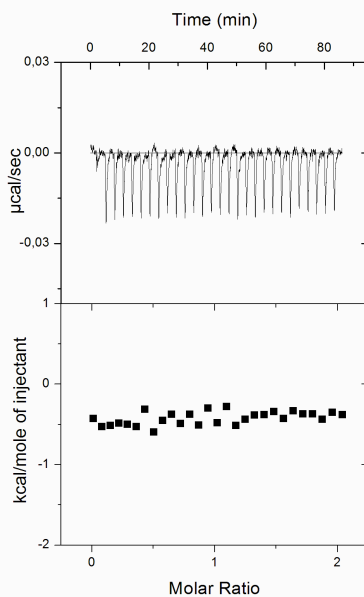 Time (min)
0 20 40 60 80
0,03
0,00
-0,03
µcal/sec
1
0
-1
-2
kcal/mole of injectant
0 1 2
Molar Ratio